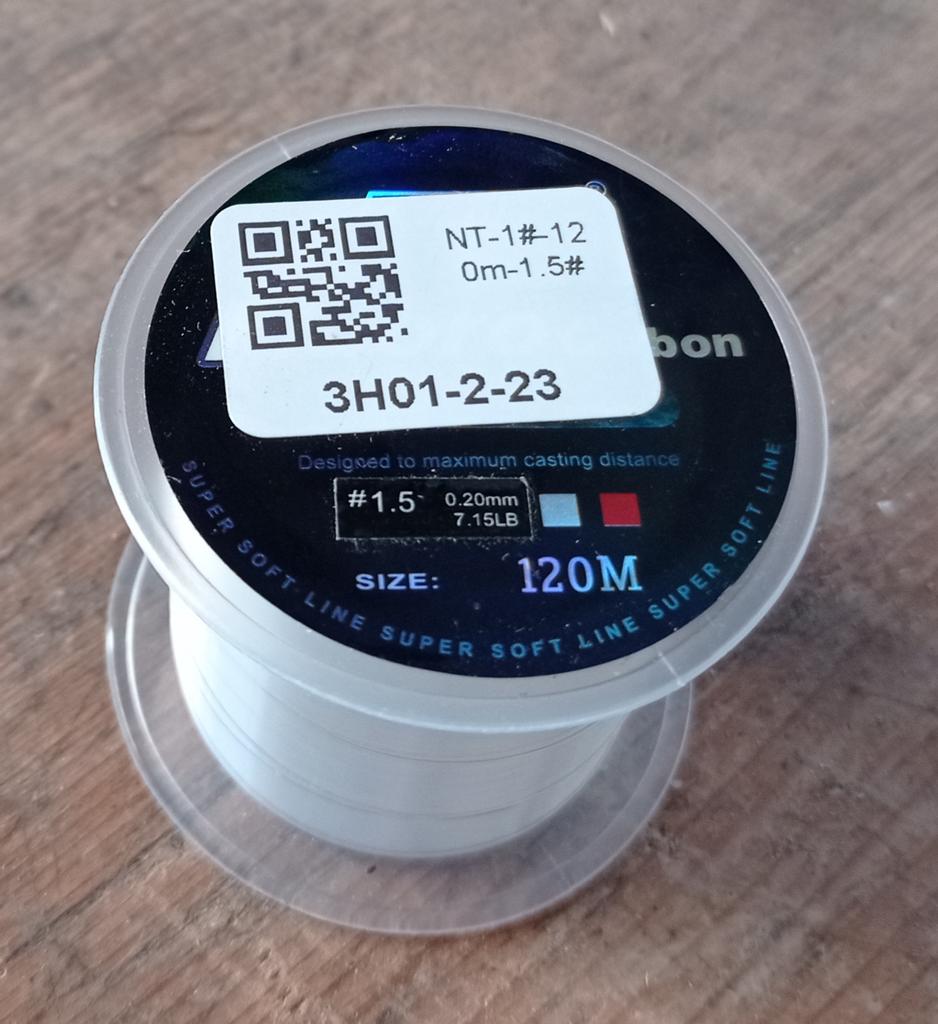 ®
NT-1#-12
0m-1.5#
bon
3H01-2-23
Designed to maximum casting distance
#1.5 0.20mm
7.15LB
SIZE: 120M
SUPER SOFT LINE SUPER SOFT LINE SUPER SOFT LINE